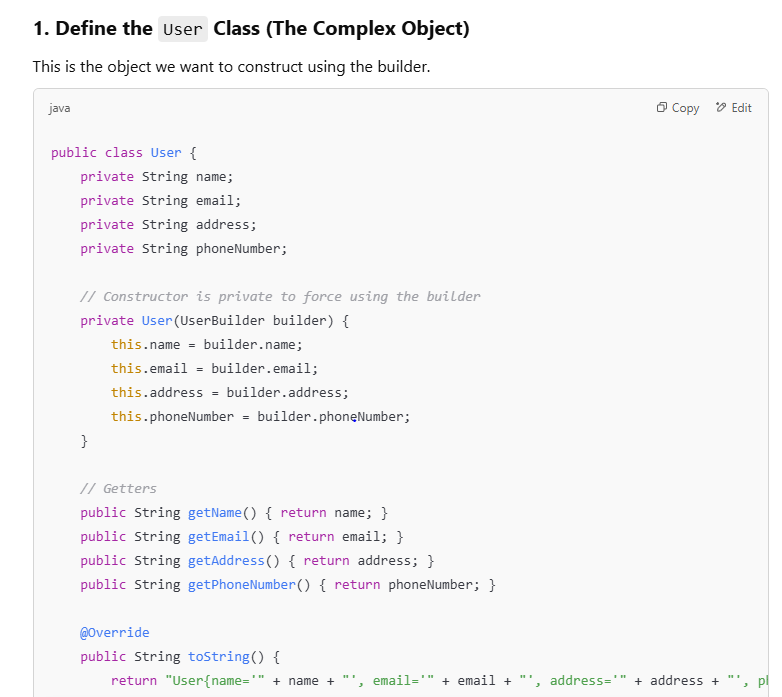 1. Define the User Class (The Complex Object)
This is the object we want to construct using the builder.
java Copy Edit
public class User {
    private String name;
    private String email;
    private String address;
    private String phoneNumber;
    // Constructor is private to force using the builder
    private User(UserBuilder builder) {
        this.name = builder.name;
        this.email = builder.email;
        this.address = builder.address;
        this.phoneNumber = builder.phoneNumber;
    }
    // Getters
    public String getName() { return name; }
    public String getEmail() { return email; }
    public String getAddress() { return address; }
    public String getPhoneNumber() { return phoneNumber; }
    @Override
    public String toString() {
        return "User{name='" + name + "', email='" + email + "', address='" + address + "',